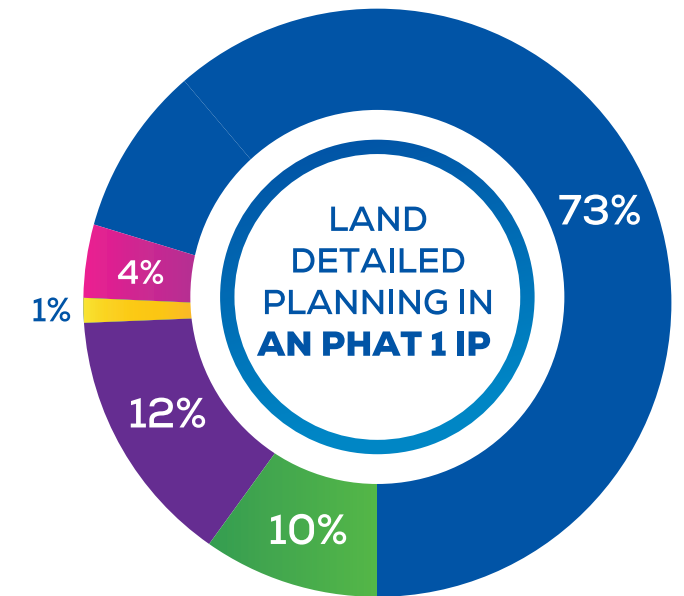 LAND
DETAILED
PLANNING IN
AN PHAT 1 IP
73%
4%
1%
12%
10%